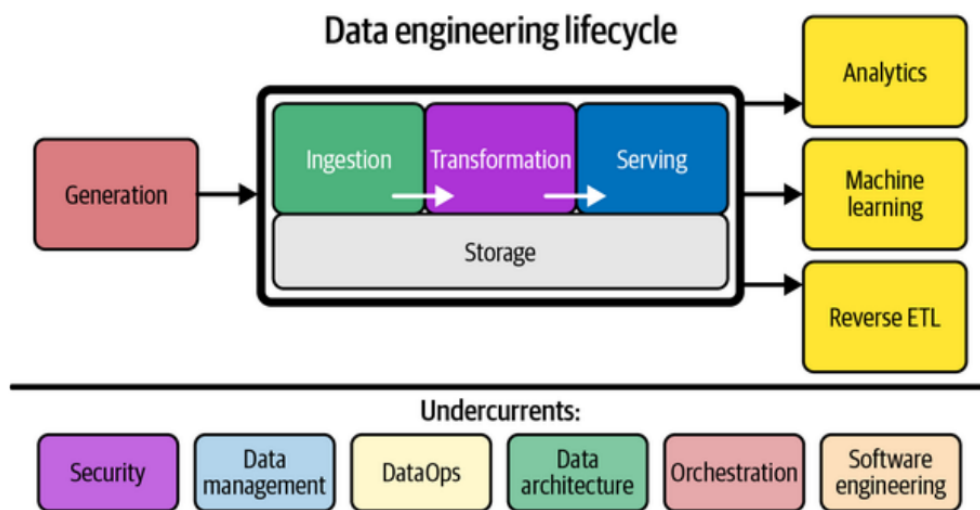 Data engineering lifecycle
Generation
Ingestion
Transformation
Serving
Storage
Analytics
Machine
learning
Reverse ETL
Undercurrents:
Security
Data
management
DataOps
Data
architecture
Orchestration
Software
engineering